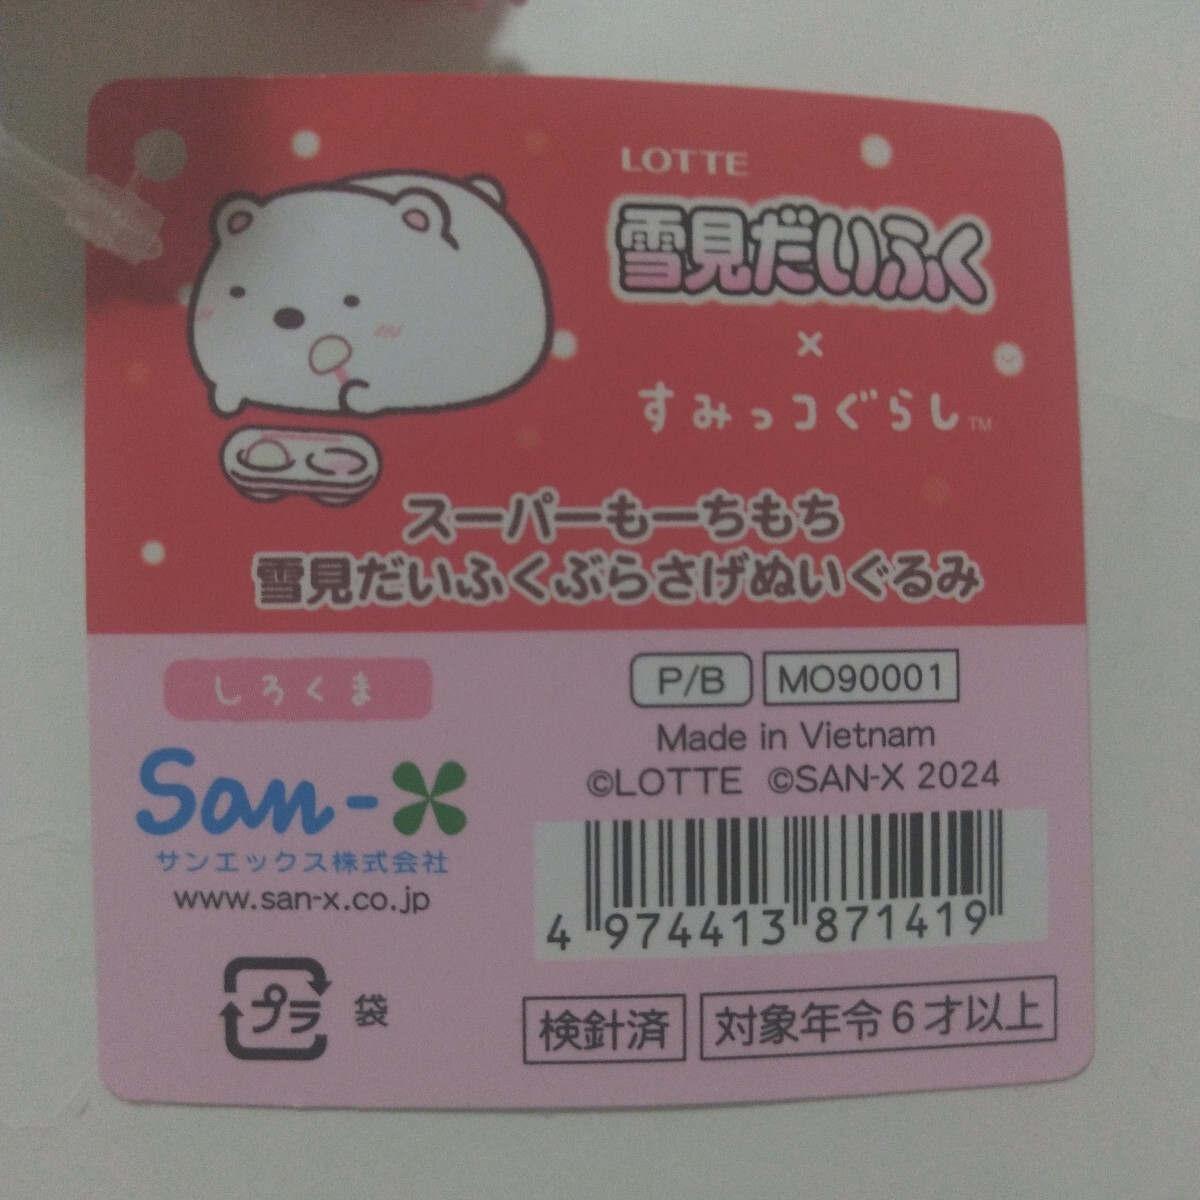 LOTTE
雪見だいふく
×
すみっコぐらし™
スーパーもーちもち
雪見だいふくぶらさげぬいぐるみ
しろくま
San-X
サンエックス株式会社
www.san-x.co.jp
プラ 袋
P/B MO90001
Made in Vietnam
©LOTTE ©SAN-X 2024
4 974413 871419
検針済 対象年令6才以上